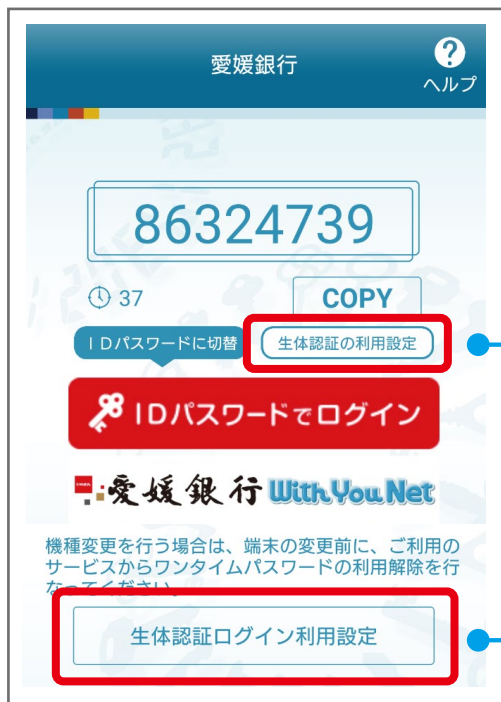 愛媛銀行
?
ヘルプ
86324739
37
COPY
IDパスワードに切替
生体認証の利用設定
IDパスワードでログイン
愛媛銀行 With You Net
機種変更を行う場合は、端末の変更前に、ご利用の
サービスからワンタイムパスワードの利用解除を行
なってください。
生体認証ログイン利用設定